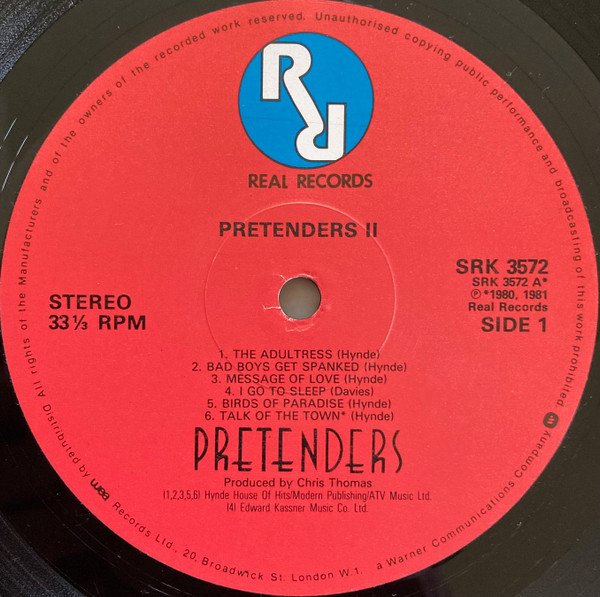 All rights of the Manufacturers and of the owners of the recorded work reserved. Unauthorised copying public performance and broadcasting of this work prohibited
RR
REAL RECORDS
PRETENDERS II
STEREO
33⅓ RPM
SRK 3572
SRK 3572 A*
℗*1980, 1981
Real Records
SIDE 1
1. THE ADULTRESS (Hynde)
2. BAD BOYS GET SPANKED (Hynde)
3. MESSAGE OF LOVE (Hynde)
4. I GO TO SLEEP (Davies)
5. BIRDS OF PARADISE (Hynde)
6. TALK OF THE TOWN* (Hynde)
PRETENDERS
Produced by Chris Thomas
(1,2,3,5,6) Hynde House Of Hits/Modern Publishing/ATV Music Ltd.
(4) Edward Kassner Music Co. Ltd.
Distributed by wea Records Ltd., 20, Broadwick St. London W.1. a Warner Communications Company